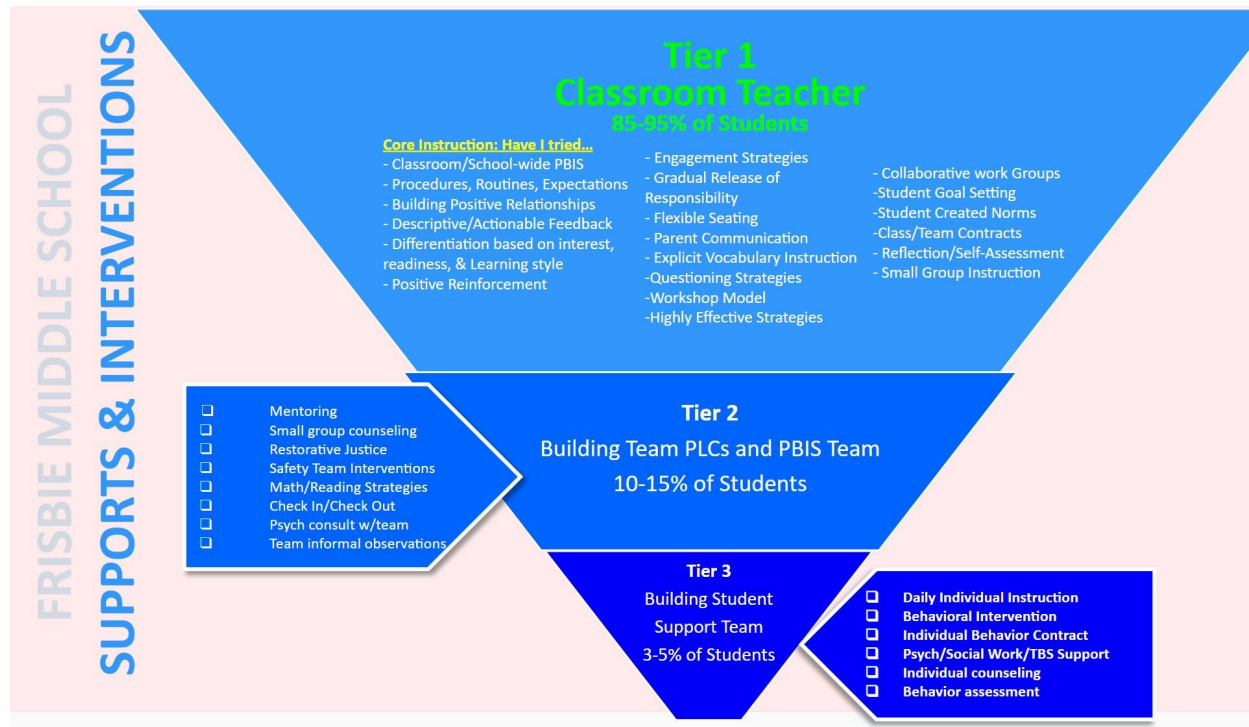 FRISBIE MIDDLE SCHOOL
SUPPORTS & INTERVENTIONS
Tier 1
Classroom Teacher
85-95% of Students
Core Instruction: Have I tried...
- Classroom/School-wide PBIS
- Procedures, Routines, Expectations
- Building Positive Relationships
- Descriptive/Actionable Feedback
- Differentiation based on interest,
readiness, & Learning style
- Positive Reinforcement
- Engagement Strategies
- Gradual Release of
Responsibility
- Flexible Seating
- Parent Communication
- Explicit Vocabulary Instruction
-Questioning Strategies
-Workshop Model
-Highly Effective Strategies
- Collaborative work Groups
-Student Goal Setting
-Student Created Norms
-Class/Team Contracts
- Reflection/Self-Assessment
- Small Group Instruction
❑ Mentoring
❑ Small group counseling
❑ Restorative Justice
❑ Safety Team Interventions
❑ Math/Reading Strategies
❑ Check In/Check Out
❑ Psych consult w/team
❑ Team informal observations
Tier 2
Building Team PLCs and PBIS Team
10-15% of Students
Tier 3
Building Student
Support Team
3-5% of Students
❑ Daily Individual Instruction
❑ Behavioral Intervention
❑ Individual Behavior Contract
❑ Psych/Social Work/TBS Support
❑ Individual counseling
❑ Behavior assessment